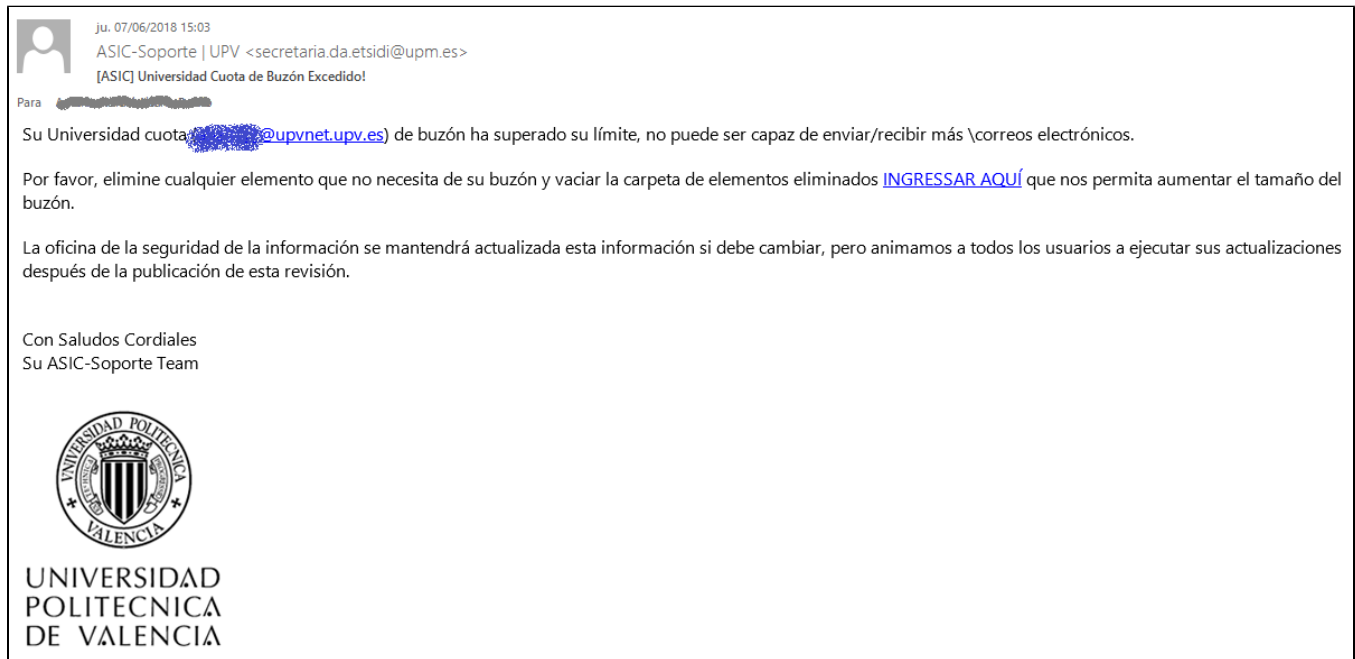 ju. 07/06/2018 15:03
ASIC-Soporte | UPV <secretaria.da.etsidi@upm.es>
[ASIC] Universidad Cuota de Buzón Excedido!
Para
Su Universidad cuota @upvnet.upv.es) de buzón ha superado su límite, no puede ser capaz de enviar/recibir más \correos electrónicos.
Por favor, elimine cualquier elemento que no necesita de su buzón y vaciar la carpeta de elementos eliminados INGRESSAR AQUÍ que nos permita aumentar el tamaño del
buzón.
La oficina de la seguridad de la información se mantendrá actualizada esta información si debe cambiar, pero animamos a todos los usuarios a ejecutar sus actualizaciones
después de la publicación de esta revisión.
Con Saludos Cordiales
Su ASIC-Soporte Team
VNIVERSIDAD POLITECNICA
VALENCIA
UNIVERSIDAD
POLITECNICA
DE VALENCIA